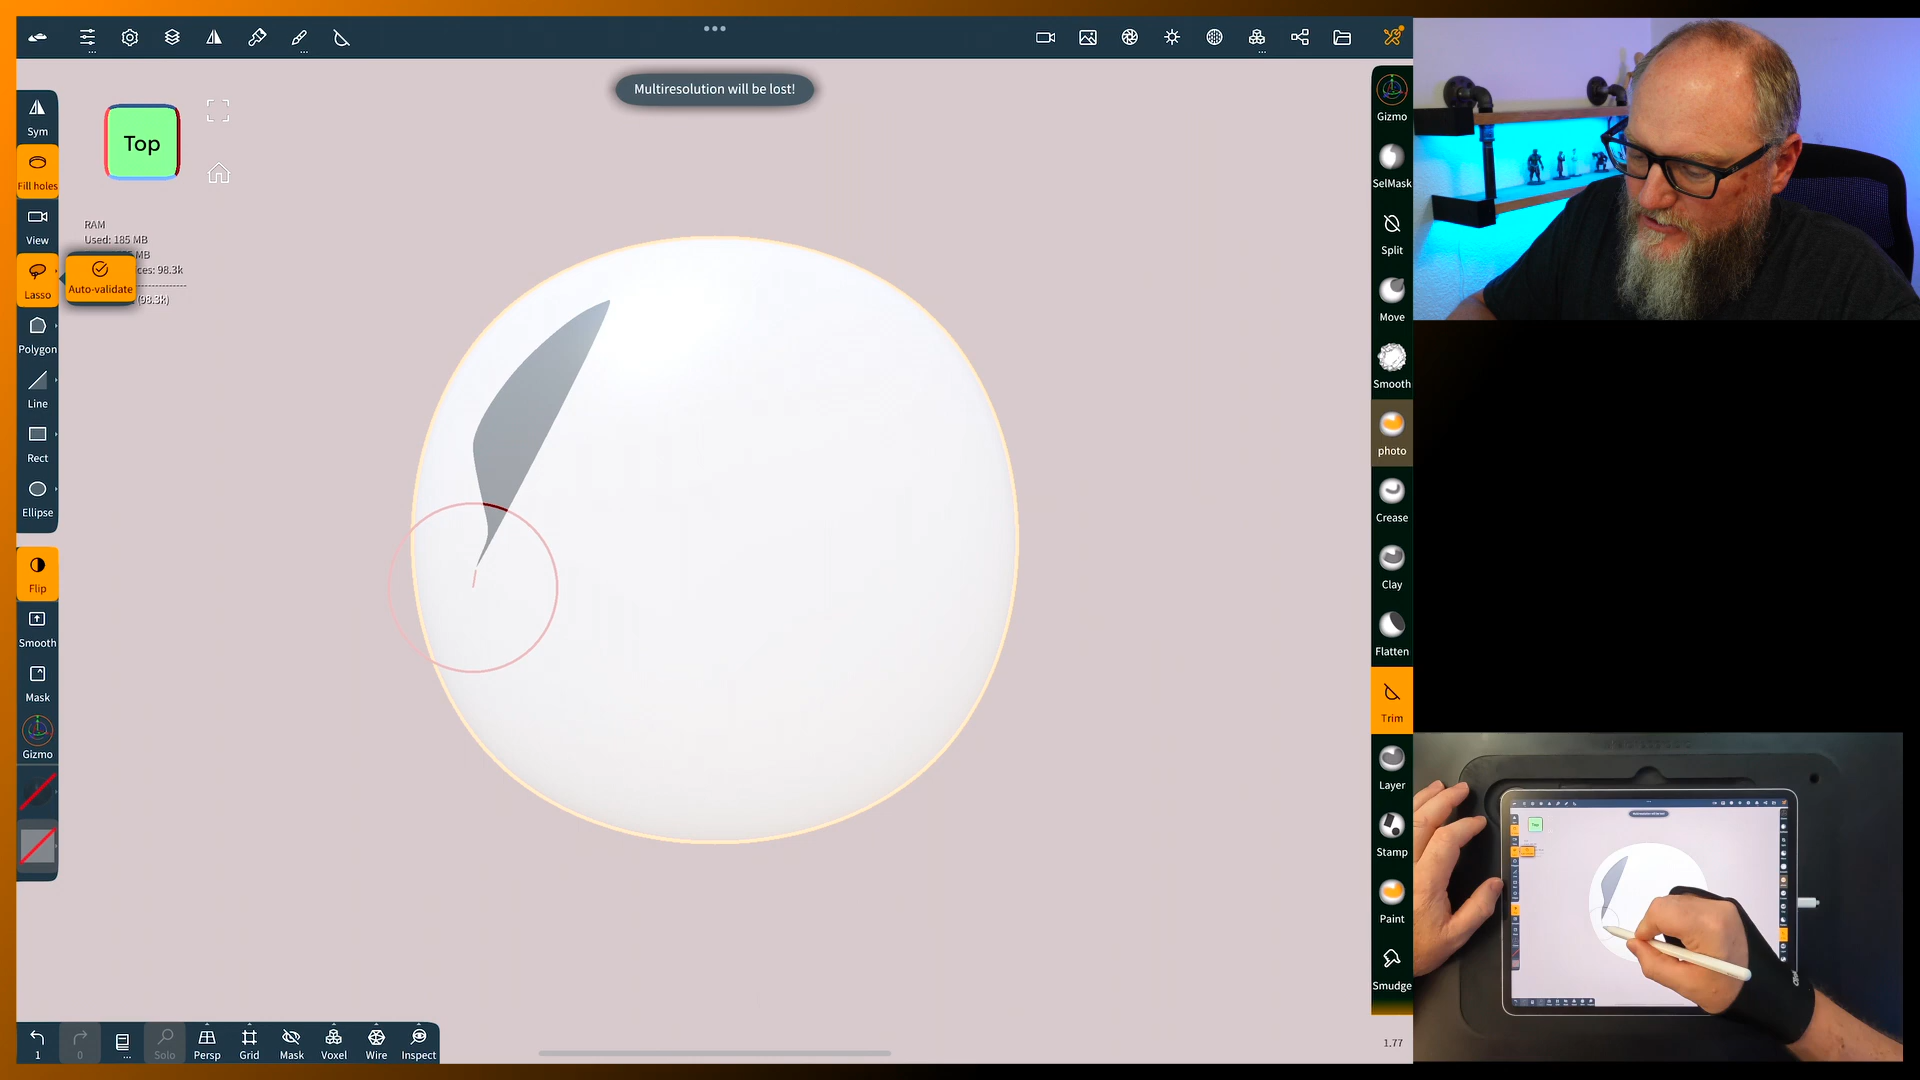 Multiresolution will be lost!
Sym
Fill holes
View
Lasso
Auto-validate
Polygon
Line
Rect
Ellipse
Flip
Smooth
Mask
Gizmo
Top
RAM
Used: 185 MB
MB
ces: 98.3k
(98.3k)
Gizmo
SelMask
Split
Move
Smooth
photo
Crease
Clay
Flatten
Trim
Layer
Stamp
Paint
Smudge
1.77
1
0
Solo
Persp
Grid
Mask
Voxel
Wire
Inspect